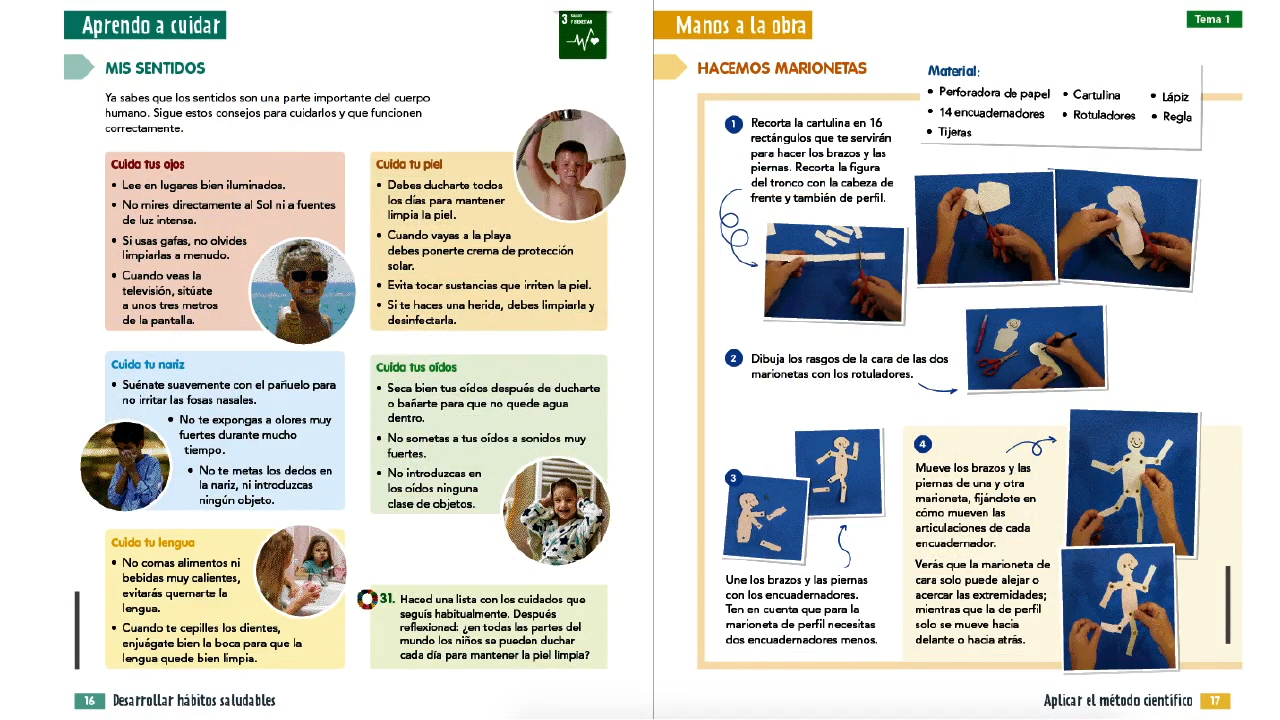 Aprendo a cuidar
3 SALUD
Y BIENESTAR
MIS SENTIDOS
Ya sabes que los sentidos son una parte importante del cuerpo
humano. Sigue estos consejos para cuidarlos y que funcionen
correctamente.
Cuida tus ojos
• Lee en lugares bien iluminados.
• No mires directamente al Sol ni a fuentes
de luz intensa.
• Si usas gafas, no olvides
limpiarlas a menudo.
• Cuando veas la
televisión, sitúate
a unos tres metros
de la pantalla.
Cuida tu piel
• Debes ducharte todos
los días para mantener
limpia la piel.
• Cuando vayas a la playa
debes ponerte crema de protección
solar.
• Evita tocar sustancias que irriten la piel.
• Si te haces una herida, debes limpiarla y
desinfectarla.
Cuida tu nariz
• Suénate suavemente con el pañuelo para
no irritar las fosas nasales.
• No te expongas a olores muy
fuertes durante mucho
tiempo.
• No te metas los dedos en
la nariz, ni introduzcas
ningún objeto.
Cuida tus oídos
• Seca bien tus oídos después de ducharte
o bañarte para que no quede agua
dentro.
• No sometas a tus oídos a sonidos muy
fuertes.
• No introduzcas en
los oídos ninguna
clase de objetos.
Cuida tu lengua
• No comas alimentos ni
bebidas muy calientes,
evitarás quemarte la
lengua.
• Cuando te cepilles los dientes,
enjuágate bien la boca para que la
lengua quede bien limpia.
31. Haced una lista con los cuidados que
seguís habitualmente. Después
reflexionad: ¿en todas las partes del
mundo los niños se pueden duchar
cada día para mantener la piel limpia?
16 Desarrollar hábitos saludables
Manos a la obra
Tema 1
HACEMOS MARIONETAS
Material:
• Perforadora de papel
• 14 encuadernadores
• Tijeras
• Cartulina
• Rotuladores
• Lápiz
• Regla
1 Recorta la cartulina en 16
rectángulos que te servirán
para hacer los brazos y las
piernas. Recorta la figura
del tronco con la cabeza de
frente y también de perfil.
2 Dibuja los rasgos de la cara de las dos
marionetas con los rotuladores.
3
Une los brazos y las piernas
con los encuadernadores.
Ten en cuenta que para la
marioneta de perfil necesitas
dos encuadernadores menos.
4
Mueve los brazos y las
piernas de una y otra
marioneta, fijándote en
cómo mueven las
articulaciones de cada
encuadernador.
Verás que la marioneta de
cara solo puede alejar o
acercar las extremidades;
mientras que la de perfil
solo se mueve hacia
delante o hacia atrás.
Aplicar el método científico 17